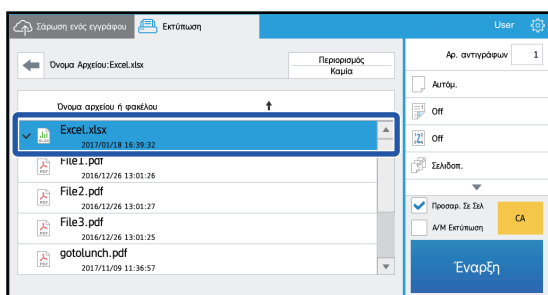 Σάρωση ενός εγγράφου
Εκτύπωση
User
Όνομα Αρχείου:Excel.xlsx
Περιορισμός
Καμία
Όνομα αρχείου ή φακέλου
Excel.xlsx
2017/01/18 16:39:32
File1.pdf
2016/12/26 13:01:26
File2.pdf
2016/12/26 13:01:27
File3.pdf
2016/12/26 13:01:25
gotolunch.pdf
2017/11/09 11:36:57
Αρ. αντιγράφων 1
Αυτόμ.
Off
Off
Σελιδοπ.
Προσαρ. Σε Σελ
Α/Μ Εκτύπωση
CA
Έναρξη